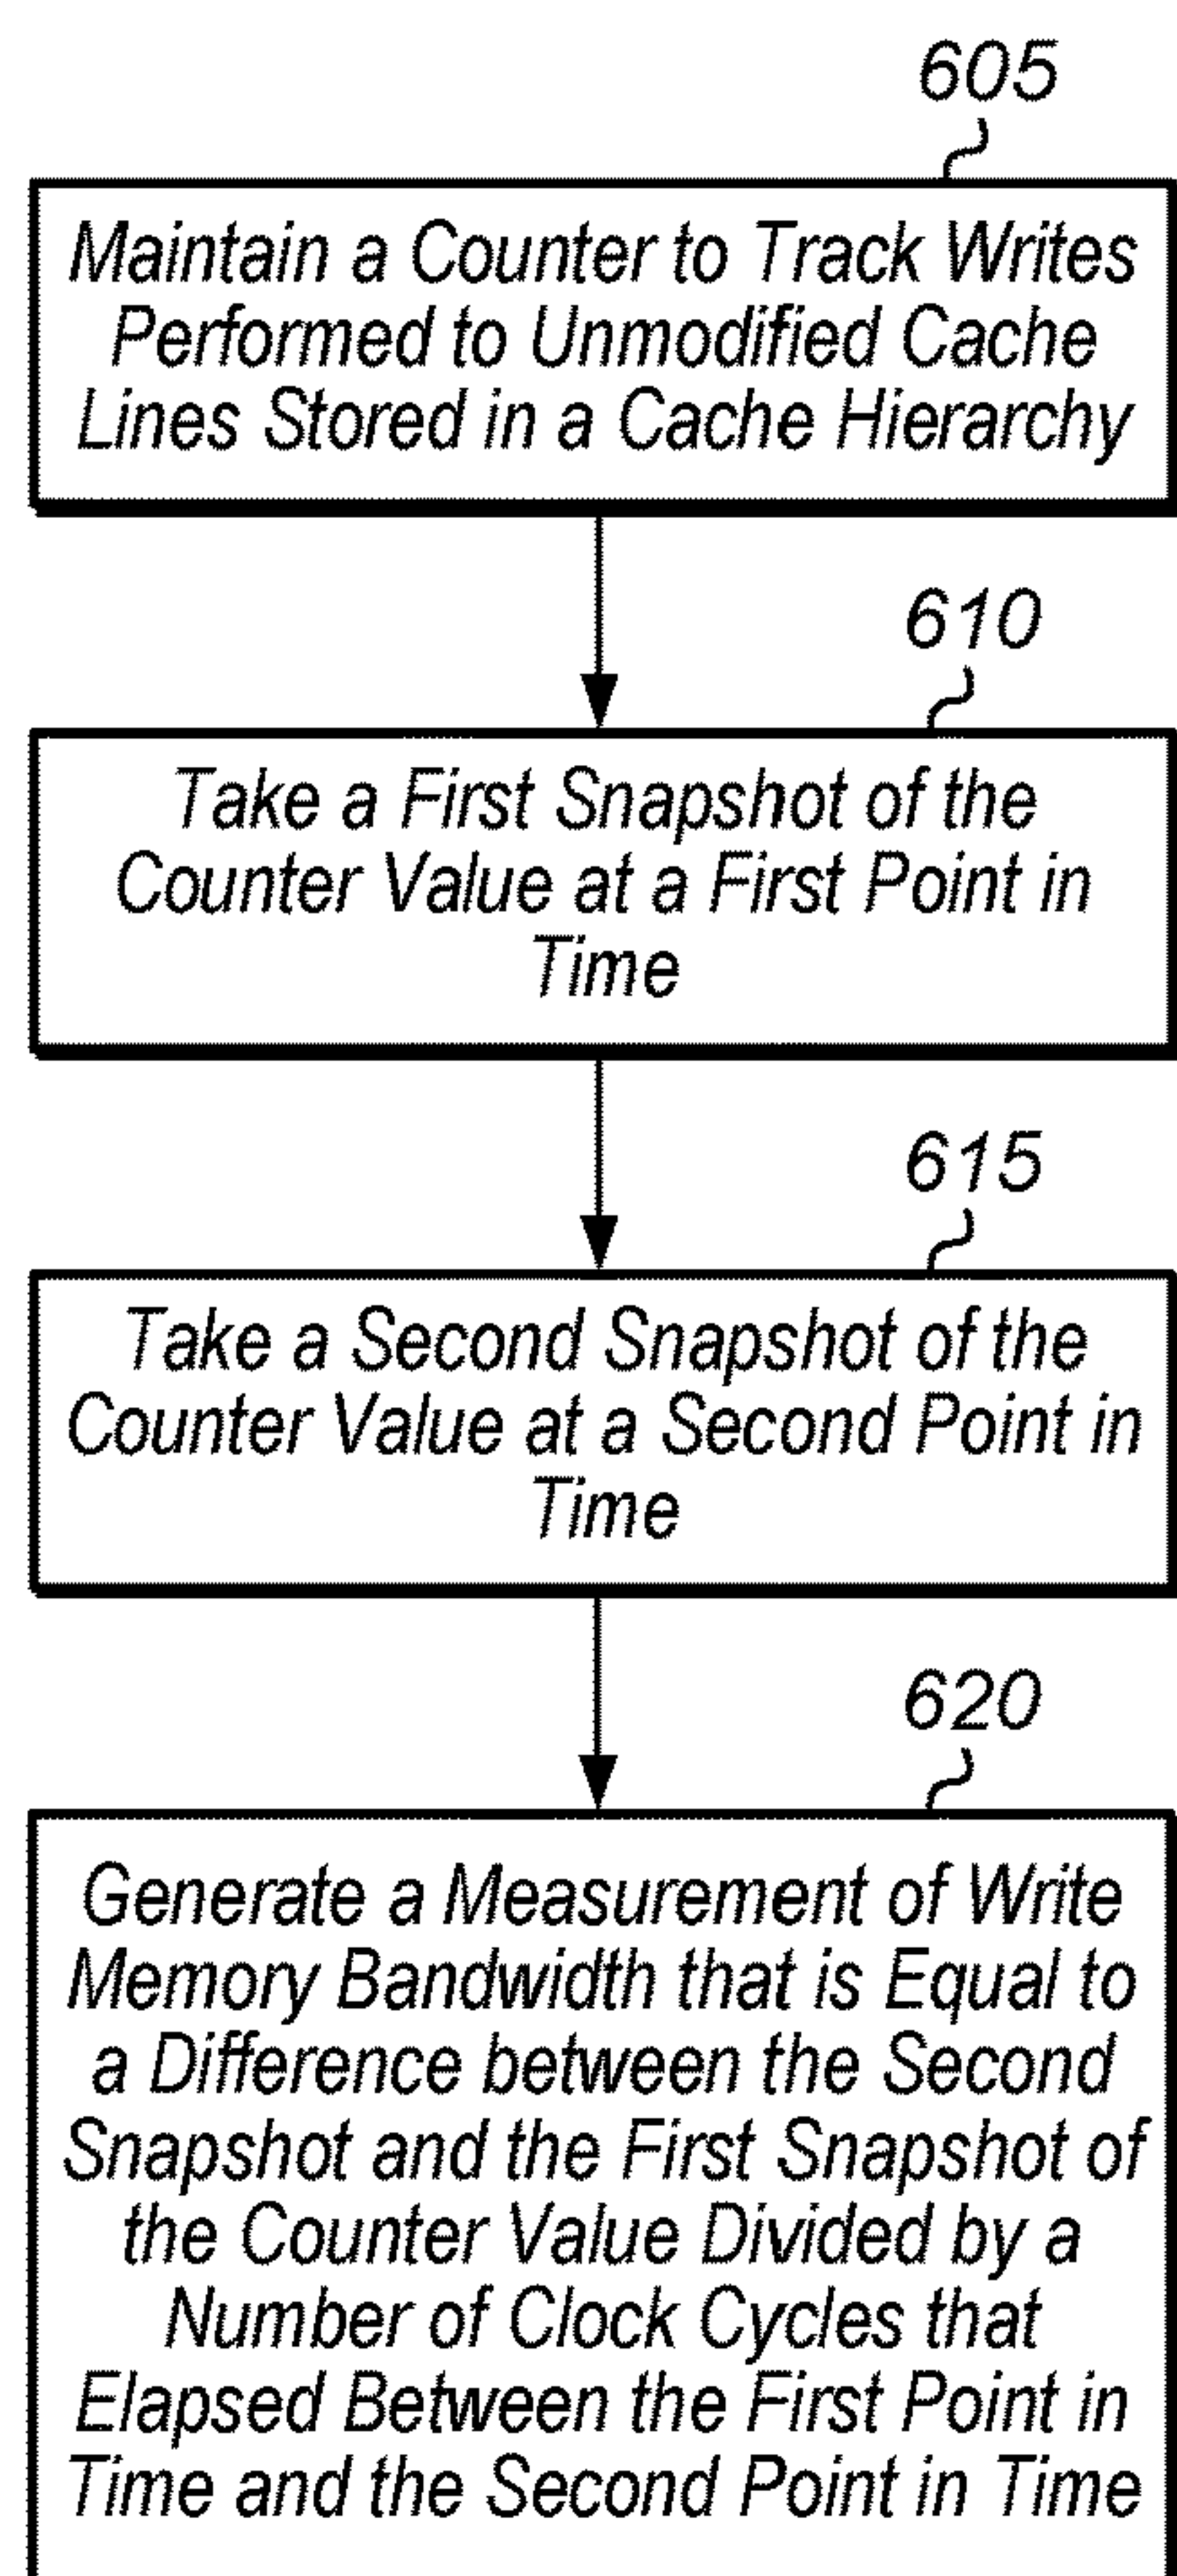 605
Maintain a Counter to Track Writes
Performed to Unmodified Cache
Lines Stored in a Cache Hierarchy
610
Take a First Snapshot of the
Counter Value at a First Point in
Time
615
Take a Second Snapshot of the
Counter Value at a Second Point in
Time
620
Generate a Measurement of Write
Memory Bandwidth that is Equal to
a Difference between the Second
Snapshot and the First Snapshot of
the Counter Value Divided by a
Number of Clock Cycles that
Elapsed Between the First Point in
Time and the Second Point in Time